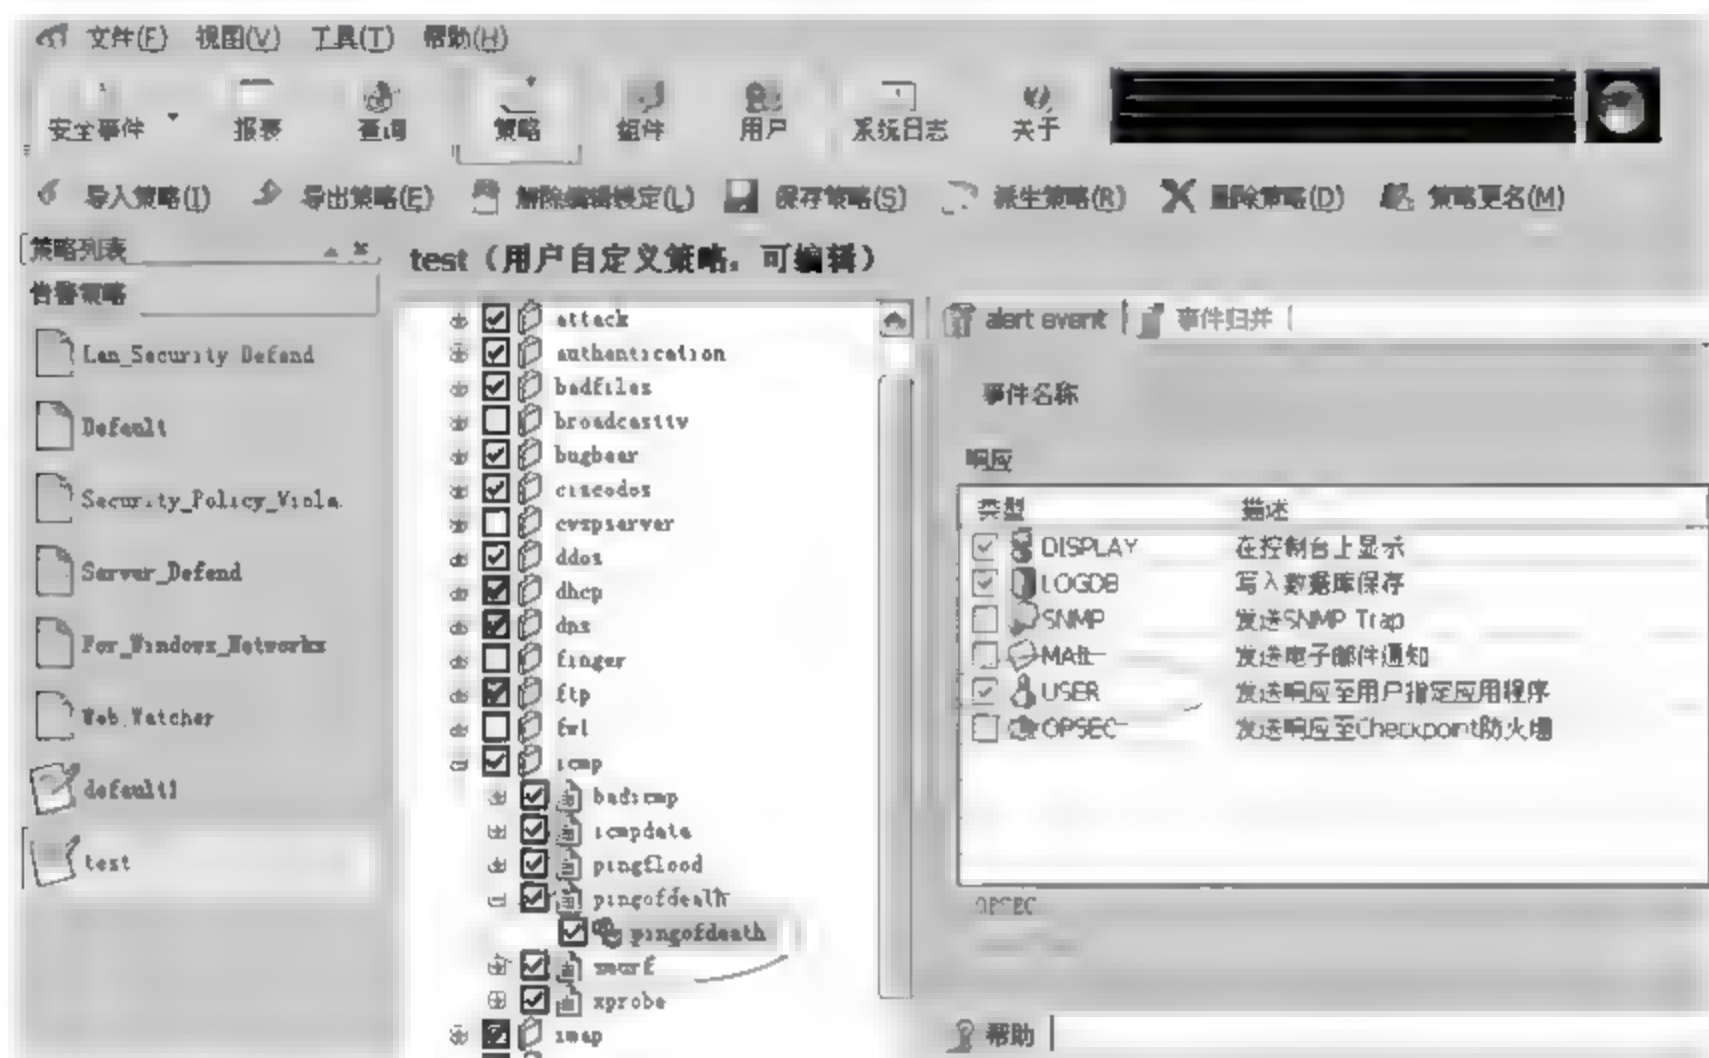 文件(F) 视图(V) 工具(T) 帮助(H)
安全事件 报表 查询 策略 组件 用户 系统日志 关于
导入策略(I) 导出策略(E) 解除编辑锁定(L) 保存策略(S) 派生策略(R) 删除策略(D) 策略更名(M)
策略列表
告警策略
Lan_Security Defend
Default
Security_Policy_Viola
Server_Defend
For_Windows_Networks
Web_Watcher
default1
test
test（用户自定义策略，可编辑）
attack
authentication
badfiles
broadcasttv
bugbear
ciscodos
cvspserver
ddos
dhcp
dns
finger
ftp
fwl
icmp
badicmp
icmpdata
pingflood
pingofdeath
pingofdeath
smurf
xprobe
imap
alert event 事件归并
事件名称
响应
类型 描述
DISPLAY 在控制台上显示
LOGDB 写入数据库保存
SNMP 发送SNMP Trap
MAIL 发送电子邮件通知
USER 发送响应至用户指定应用程序
OPSEC 发送响应至Checkpoint防火墙
OPSEC
帮助